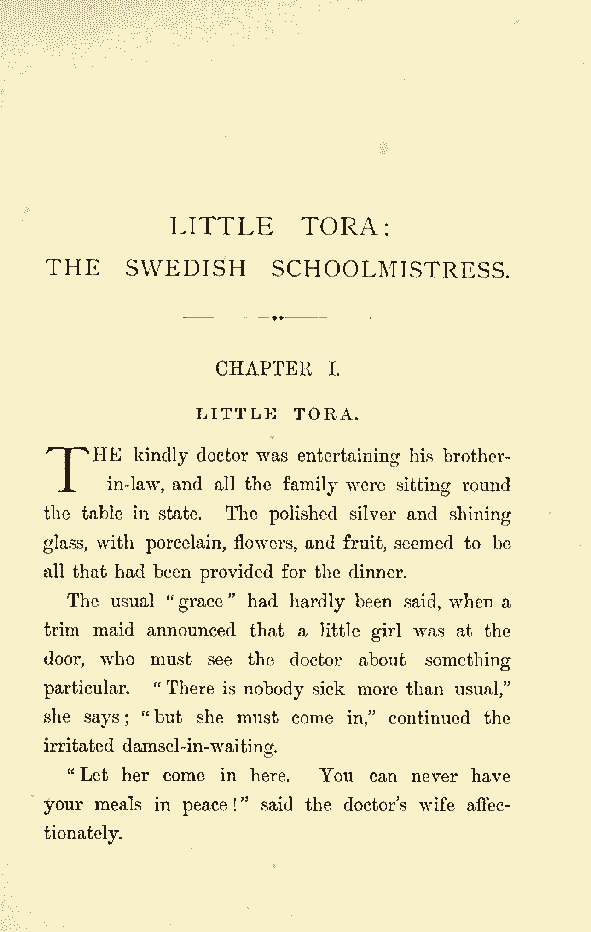 LITTLE TORA:
THE SWEDISH SCHOOLMISTRESS.
CHAPTER I.
LITTLE TORA.
THE kindly doctor was entertaining his brother-
in-law, and all the family were sitting round
the table in state. The polished silver and shining
glass, with porcelain, flowers, and fruit, seemed to be
all that had been provided for the dinner.
The usual "grace" had hardly been said, when a
trim maid announced that a little girl was at the
door, who must see the doctor about something
particular. "There is nobody sick more than usual,"
she says; "but she must come in," continued the
irritated damsel-in-waiting.
"Let her come in here. You can never have
your meals in peace!" said the doctor's wife affec-
tionately.